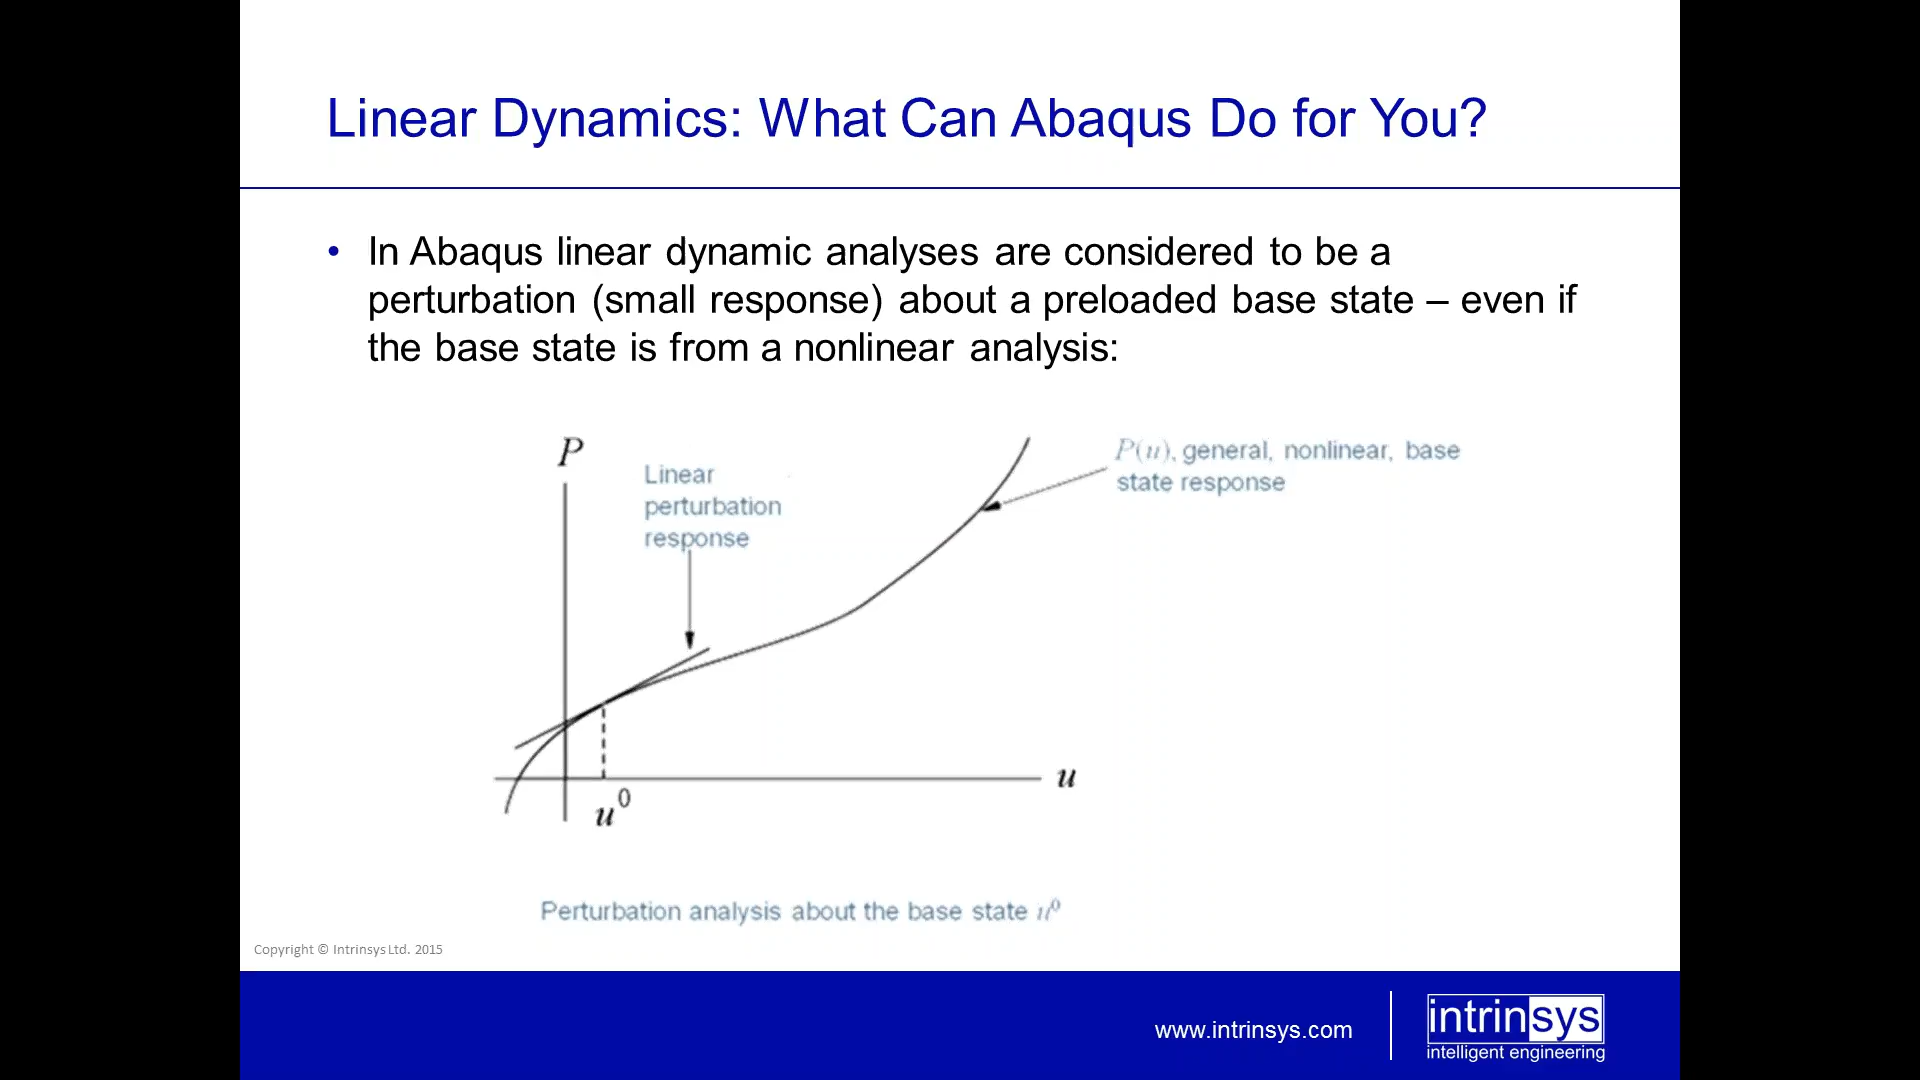 Linear Dynamics: What Can Abaqus Do for You?
• In Abaqus linear dynamic analyses are considered to be a
perturbation (small response) about a preloaded base state – even if
the base state is from a nonlinear analysis:
P
Linear
perturbation
response
P(u), general, nonlinear, base
state response
u
u⁰
Perturbation analysis about the base state u⁰
Copyright © Intrinsys Ltd. 2015
www.intrinsys.com
intrinsys
intelligent engineering